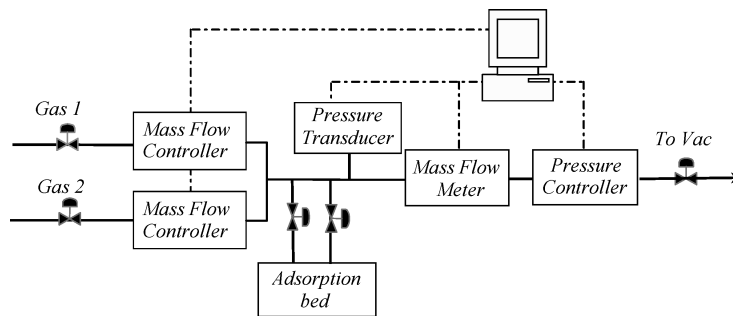 Gas 1
Mass Flow
Controller
Pressure
Transducer
To Vac
Gas 2
Mass Flow
Controller
Mass Flow
Meter
Pressure
Controller
Adsorption
bed